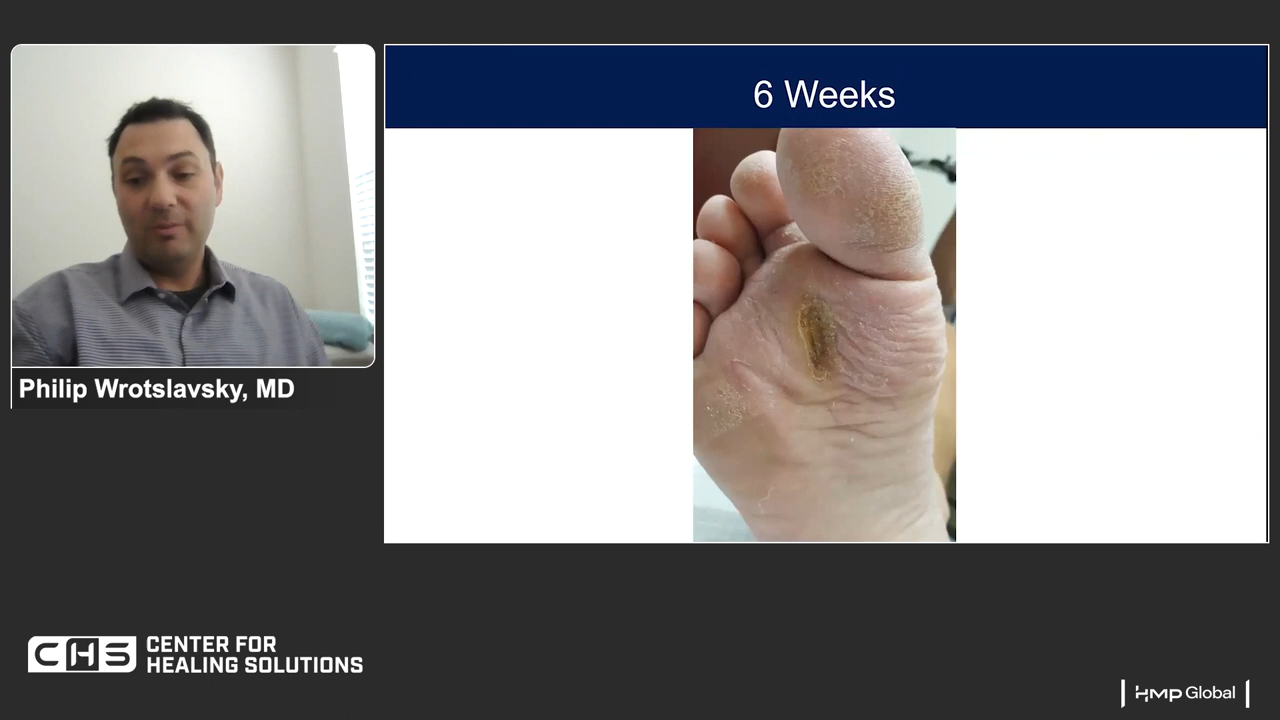 6 Weeks
Philip Wrotslavsky, MD
CHS CENTER FOR
HEALING SOLUTIONS
HMP Global